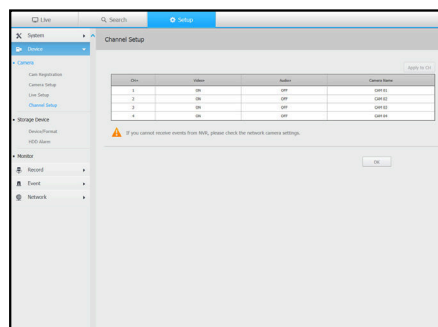 Live
Search
Setup
System
Device
Camera
Cam Registration
Camera Setup
Live Setup
Channel Setup
Storage Device
Device/Format
HDD Alarm
Monitor
Record
Event
Network
Channel Setup
Apply to CH
Video Audio Camera Name
1 ON OFF CAM 01
2 ON OFF CAM 02
3 ON OFF CAM 03
4 ON OFF CAM 04
If you cannot receive events from NVR, please check the network camera settings.
OK